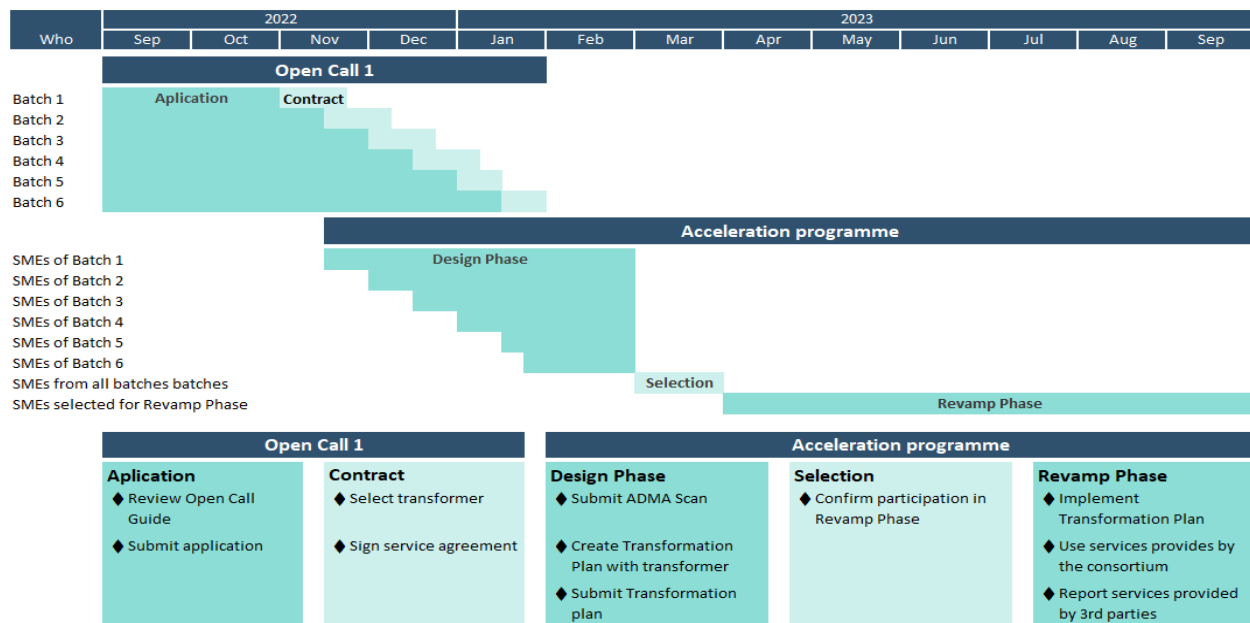 2022 2023
Who Sep Oct Nov Dec Jan Feb Mar Apr May Jun Jul Aug Sep
Open Call 1
Batch 1 Aplication Contract
Batch 2
Batch 3
Batch 4
Batch 5
Batch 6
Acceleration programme
SMEs of Batch 1 Design Phase
SMEs of Batch 2
SMEs of Batch 3
SMEs of Batch 4
SMEs of Batch 5
SMEs of Batch 6
SMEs from all batches batches Selection
SMEs selected for Revamp Phase Revamp Phase
Open Call 1 Acceleration programme
Aplication
♦ Review Open Call
Guide
♦ Submit application
Contract
♦ Select transformer
♦ Sign service agreement
Design Phase
♦ Submit ADMA Scan
♦ Create Transformation
Plan with transformer
♦ Submit Transformation
plan
Selection
♦ Confirm participation in
Revamp Phase
Revamp Phase
♦ Implement
Transformation Plan
♦ Use services provides by
the consortium
♦ Report services provided
by 3rd parties